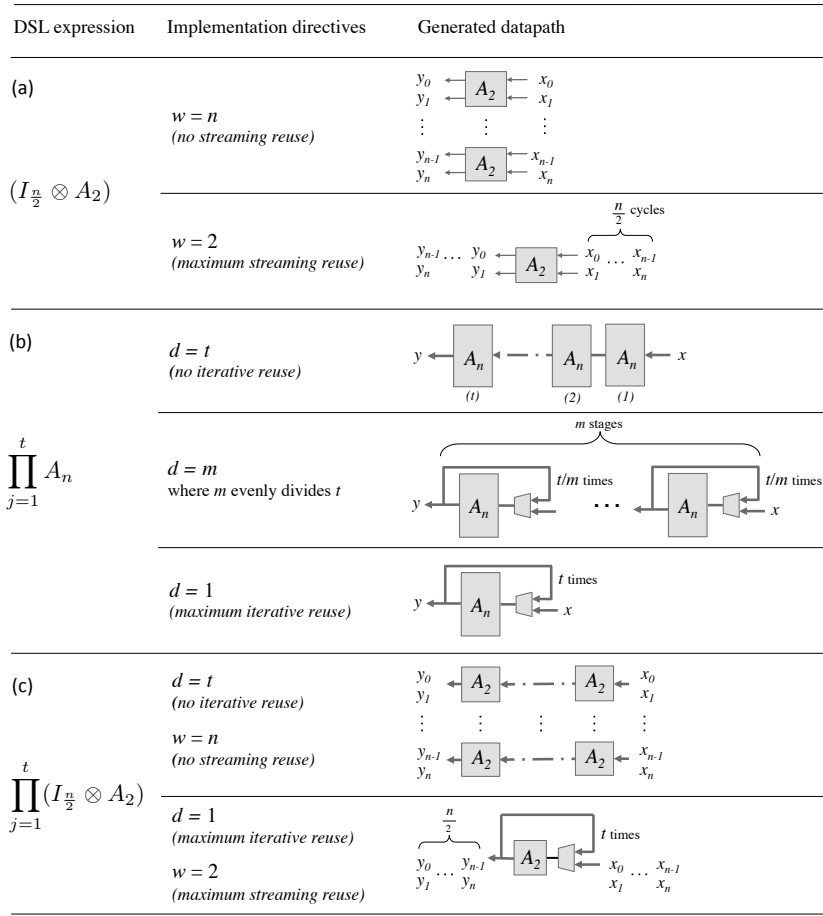 DSL expression Implementation directives Generated datapath
(a)
(I_{n/2} ⊗ A_2)
w = n
(no streaming reuse)
y_0 A_2 x_0
y_1 x_1
⋮ ⋮ ⋮
y_{n-1} A_2 x_{n-1}
y_n x_n
w = 2
(maximum streaming reuse)
n/2 cycles
y_{n-1} ... y_0 A_2 x_0 ... x_{n-1}
y_n y_1 x_1 x_n
(b)
∏_{j=1}^{t} A_n
d = t
(no iterative reuse)
y A_n A_n A_n x
(t) (2) (1)
d = m
where m evenly divides t
m stages
t/m times t/m times
y A_n ... A_n x
d = 1
(maximum iterative reuse)
t times
y A_n x
(c)
∏_{j=1}^{t} (I_{n/2} ⊗ A_2)
d = t
(no iterative reuse)
w = n
(no streaming reuse)
y_0 A_2 A_2 x_0
y_1 x_1
⋮ ⋮ ⋮ ⋮ ⋮
y_{n-1} A_2 A_2 x_{n-1}
y_n x_n
d = 1
(maximum iterative reuse)
w = 2
(maximum streaming reuse)
n/2
t times
y_0 ... y_{n-1} A_2 x_0 ... x_{n-1}
y_1 y_n x_1 x_n